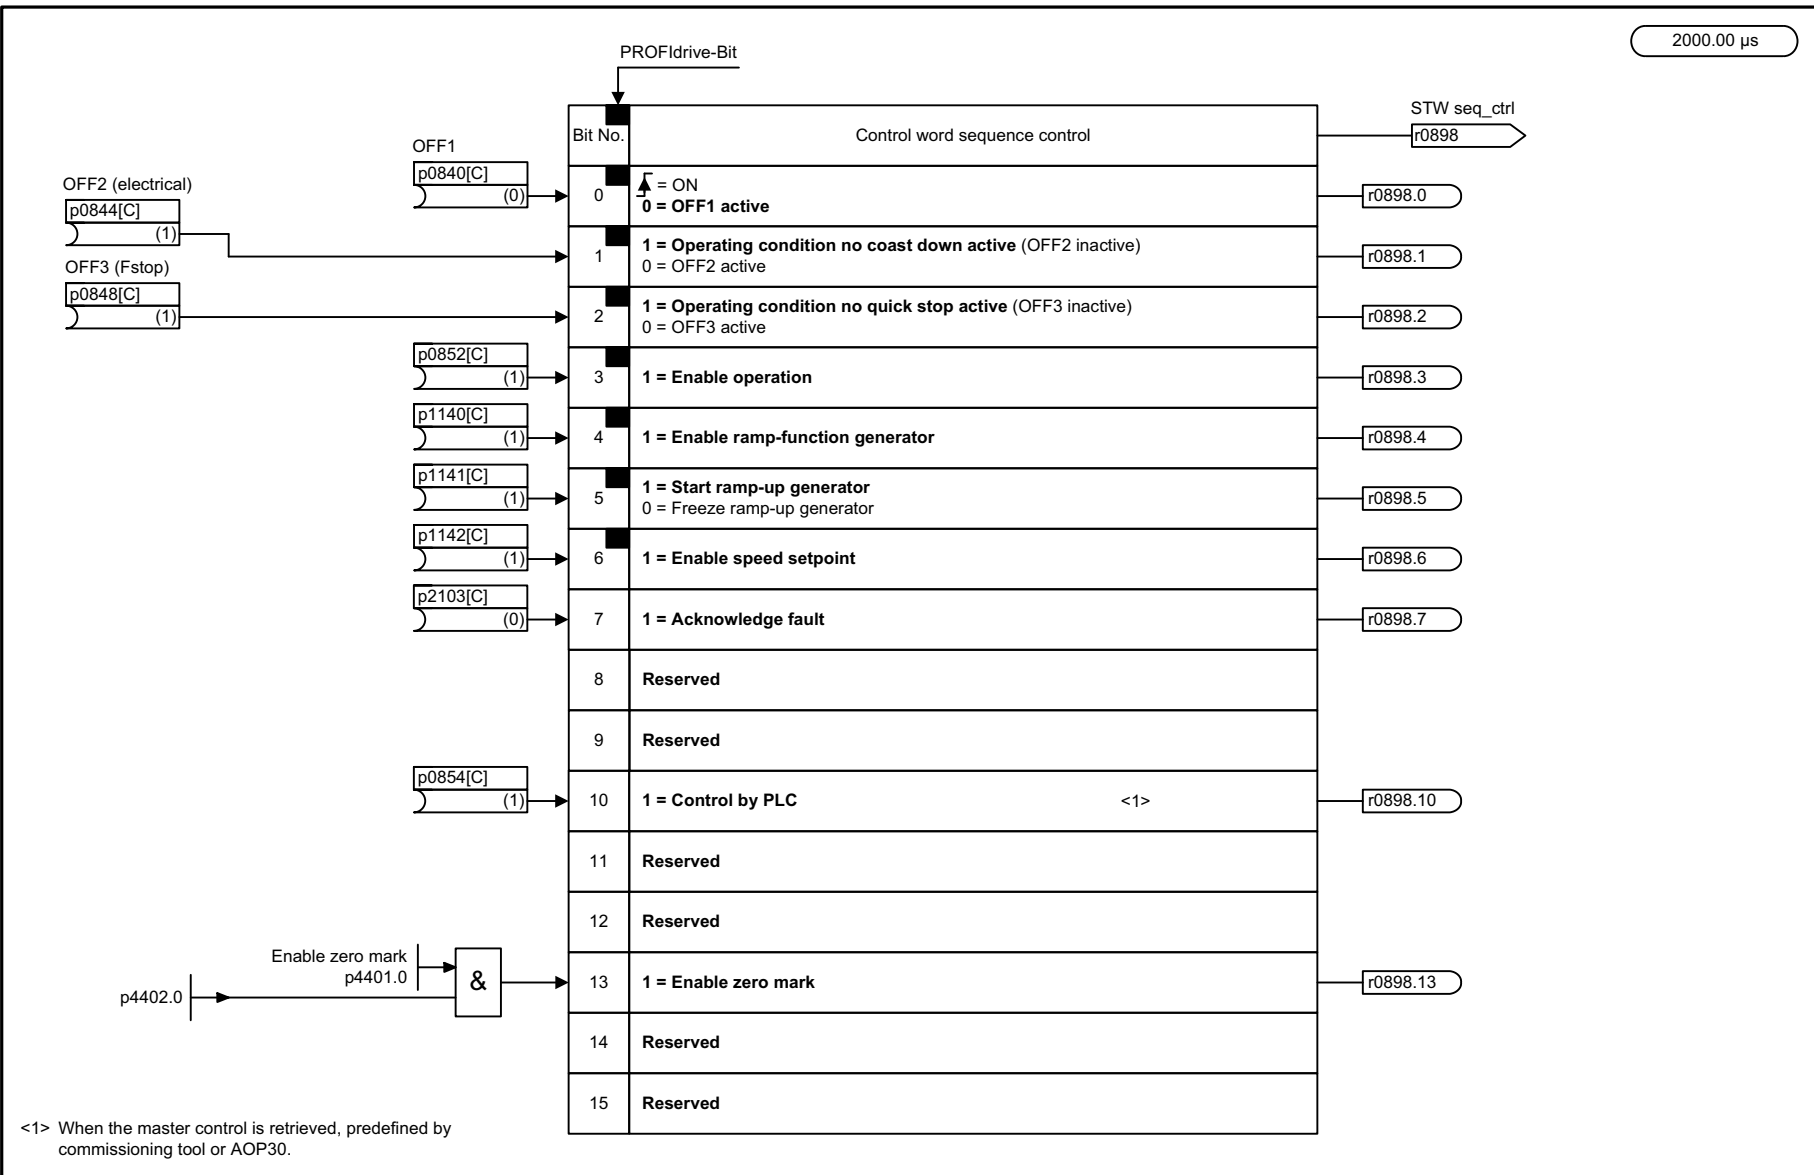 PROFIdrive-Bit
2000.00 µs
Bit No.
Control word sequence control
STW seq_ctrl
r0898
OFF1
p0840[C]
(0)
0
= ON
0 = OFF1 active
r0898.0
OFF2 (electrical)
p0844[C]
(1)
1
1 = Operating condition no coast down active (OFF2 inactive)
0 = OFF2 active
r0898.1
OFF3 (Fstop)
p0848[C]
(1)
2
1 = Operating condition no quick stop active (OFF3 inactive)
0 = OFF3 active
r0898.2
p0852[C]
(1)
3
1 = Enable operation
r0898.3
p1140[C]
(1)
4
1 = Enable ramp-function generator
r0898.4
p1141[C]
(1)
5
1 = Start ramp-up generator
0 = Freeze ramp-up generator
r0898.5
p1142[C]
(1)
6
1 = Enable speed setpoint
r0898.6
p2103[C]
(0)
7
1 = Acknowledge fault
r0898.7
8
Reserved
9
Reserved
p0854[C]
(1)
10
1 = Control by PLC
<1>
r0898.10
11
Reserved
12
Reserved
Enable zero mark
p4401.0
p4402.0
&
13
1 = Enable zero mark
r0898.13
14
Reserved
15
Reserved
<1> When the master control is retrieved, predefined by
commissioning tool or AOP30.